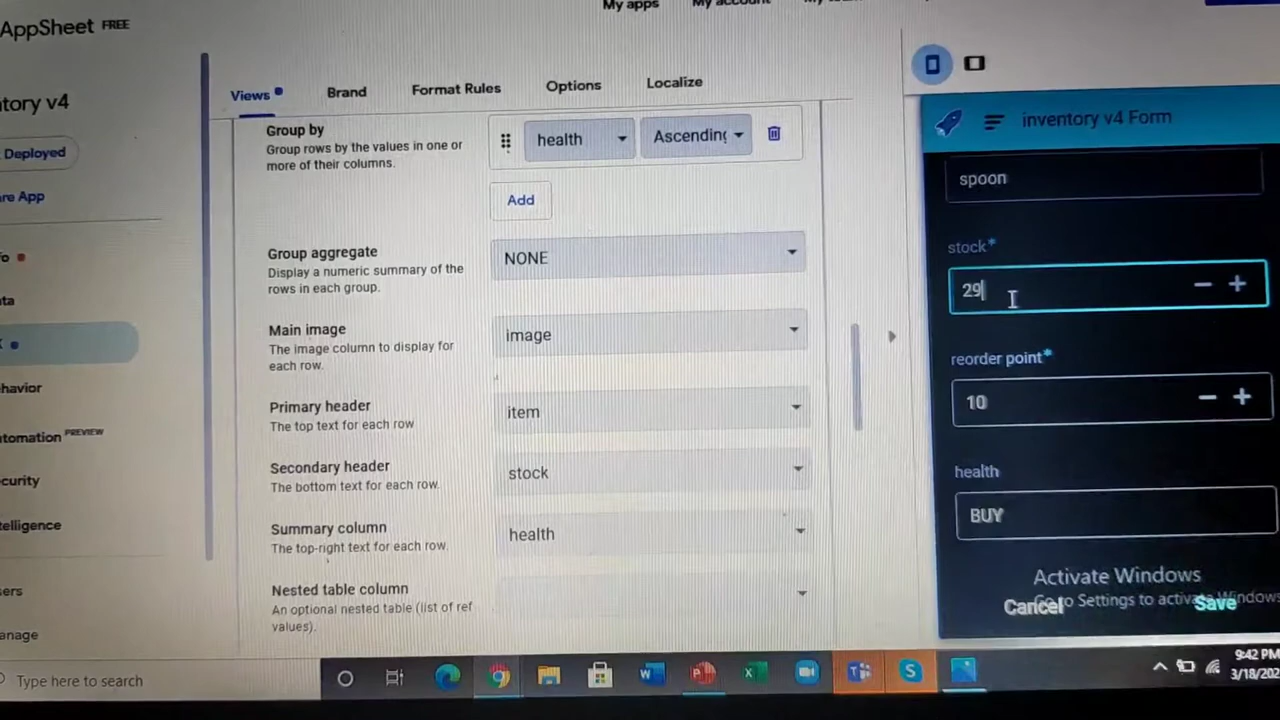 My apps
AppSheet FREE
tory v4
Deployed
re App
ta
havior
tomation PREVIEW
curity
telligence
ers
anage
Views
Brand
Format Rules
Options
Localize
Group by
Group rows by the values in one or
more of their columns.
health
Ascending
Add
Group aggregate
Display a numeric summary of the
rows in each group.
NONE
Main image
The image column to display for
each row.
image
Primary header
The top text for each row
item
Secondary header
The bottom text for each row.
stock
Summary column
The top-right text for each row.
health
Nested table column
An optional nested table (list of ref
values).
inventory v4 Form
spoon
stock*
29
reorder point*
10
health
BUY
Activate Windows
Go to Settings to activate Windows
Cancel
Save
Type here to search
9:42 PM
3/18/202